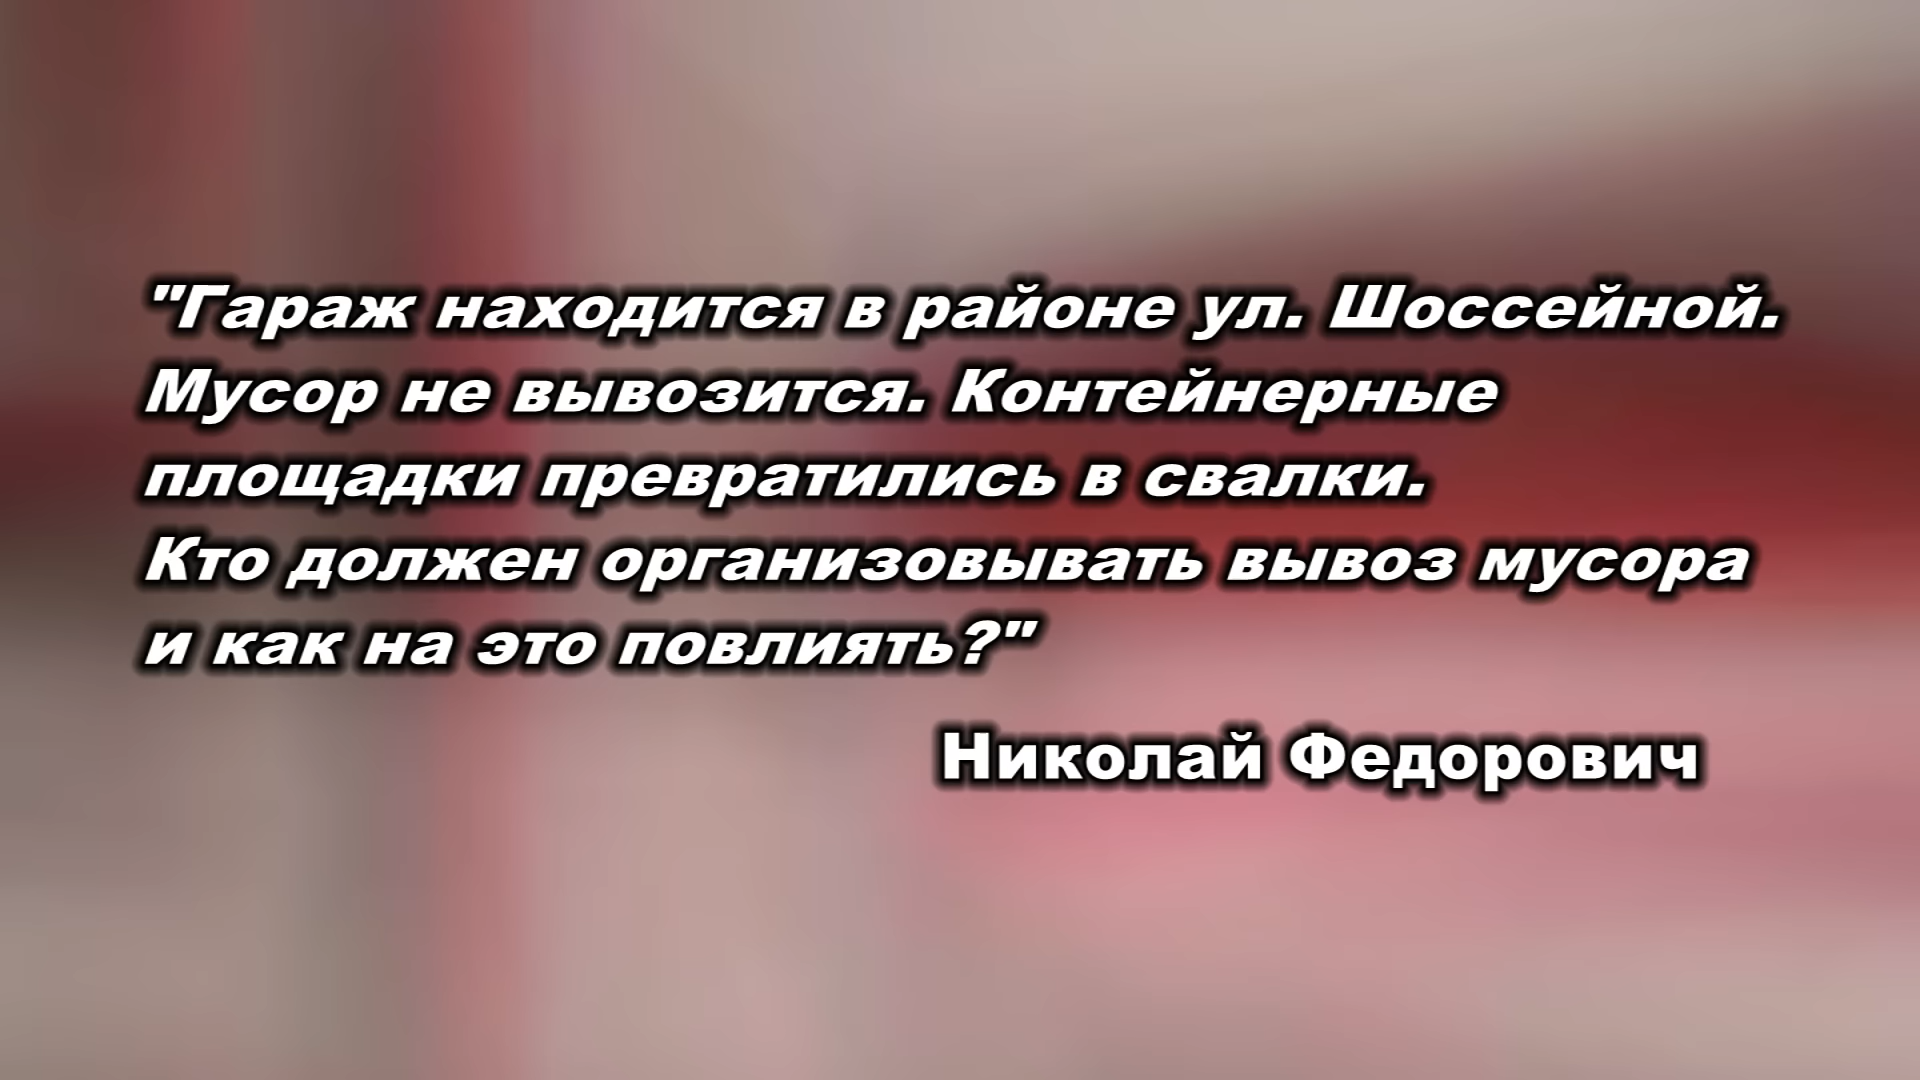 "Гараж находится в районе ул. Шоссейной.
Мусор не вывозится. Контейнерные
площадки превратились в свалки.
Кто должен организовывать вывоз мусора
и как на это повлиять?"
Николай Федорович